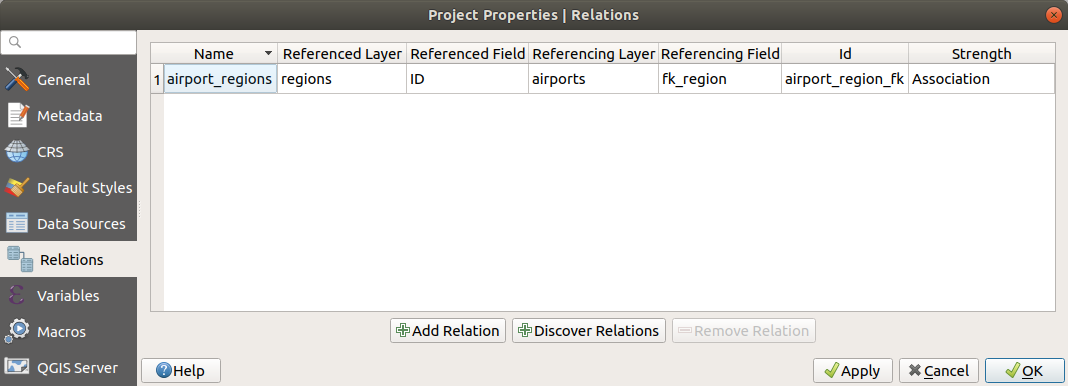 Project Properties | Relations
Name Referenced Layer Referenced Field Referencing Layer Referencing Field Id Strength
1 airport_regions regions ID airports fk_region airport_region_fk Association
General
Metadata
CRS
Default Styles
Data Sources
Relations
Variables
Macros
QGIS Server
Add Relation Discover Relations Remove Relation
Help Apply Cancel OK